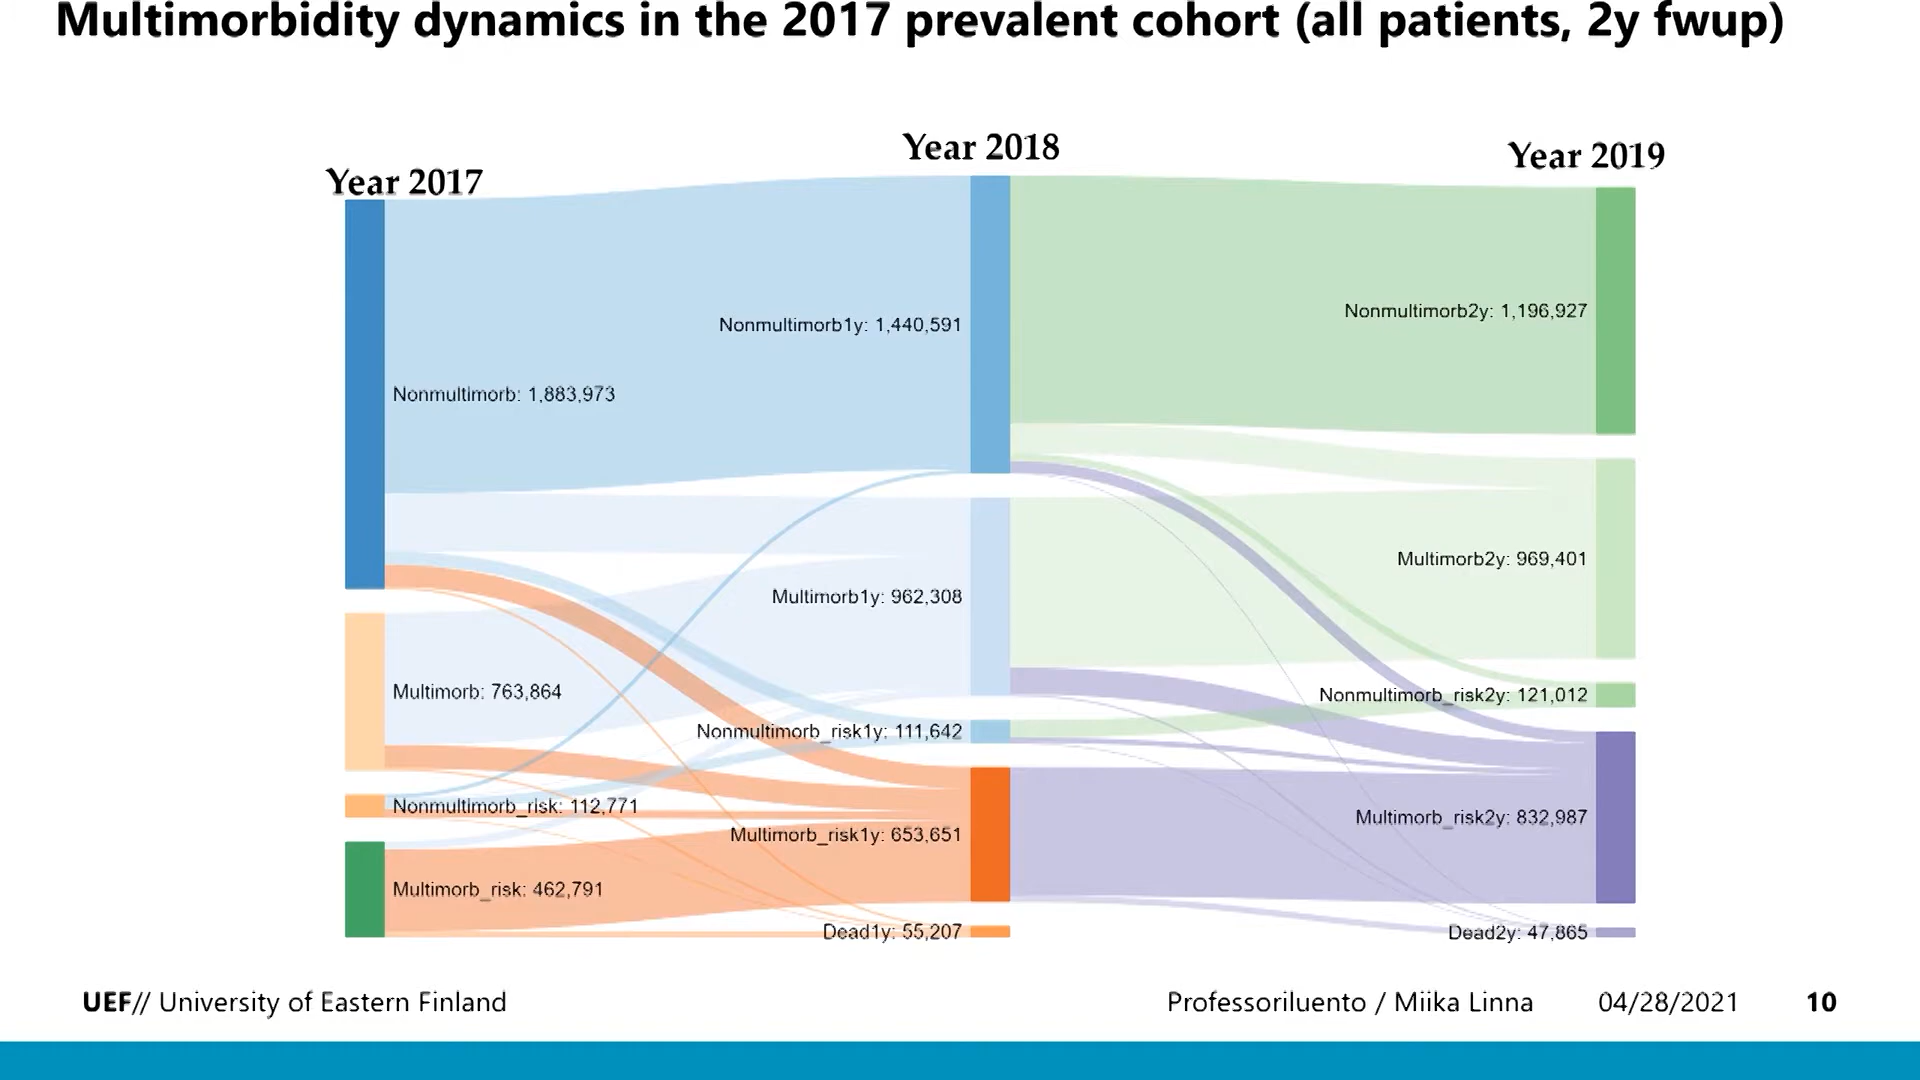 Multimorbidity dynamics in the 2017 prevalent cohort (all patients, 2y fwup)
Year 2017
Year 2018
Year 2019
Nonmultimorb: 1,883,973
Multimorb: 763,864
Nonmultimorb_risk: 112,771
Multimorb_risk: 462,791
Nonmultimorb1y: 1,440,591
Multimorb1y: 962,308
Nonmultimorb_risk1y: 111,642
Multimorb_risk1y: 653,651
Dead1y: 55,207
Nonmultimorb2y: 1,196,927
Multimorb2y: 969,401
Nonmultimorb_risk2y: 121,012
Multimorb_risk2y: 832,987
Dead2y: 47,865
UEF// University of Eastern Finland
Professoriluento / Miika Linna
04/28/2021
10